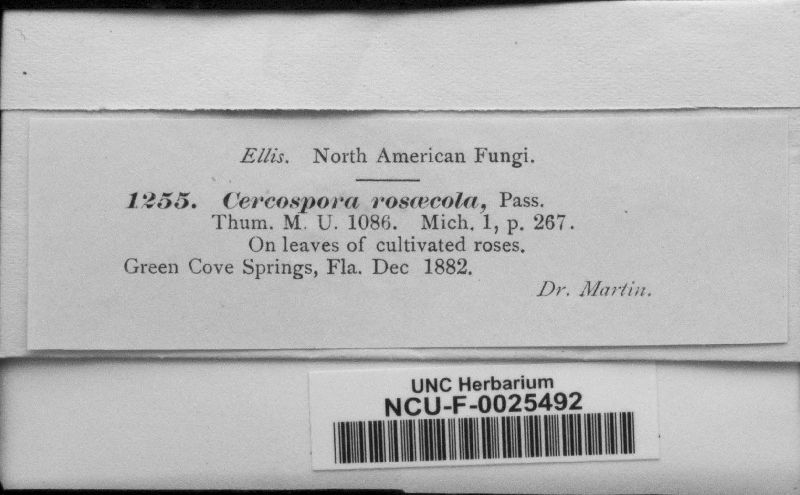 Ellis. North American Fungi.
1255. Cercospora rosæcola, Pass.
Thum. M. U. 1086. Mich. 1, p. 267.
On leaves of cultivated roses.
Green Cove Springs, Fla. Dec 1882.
Dr. Martin.
UNC Herbarium
NCU-F-0025492